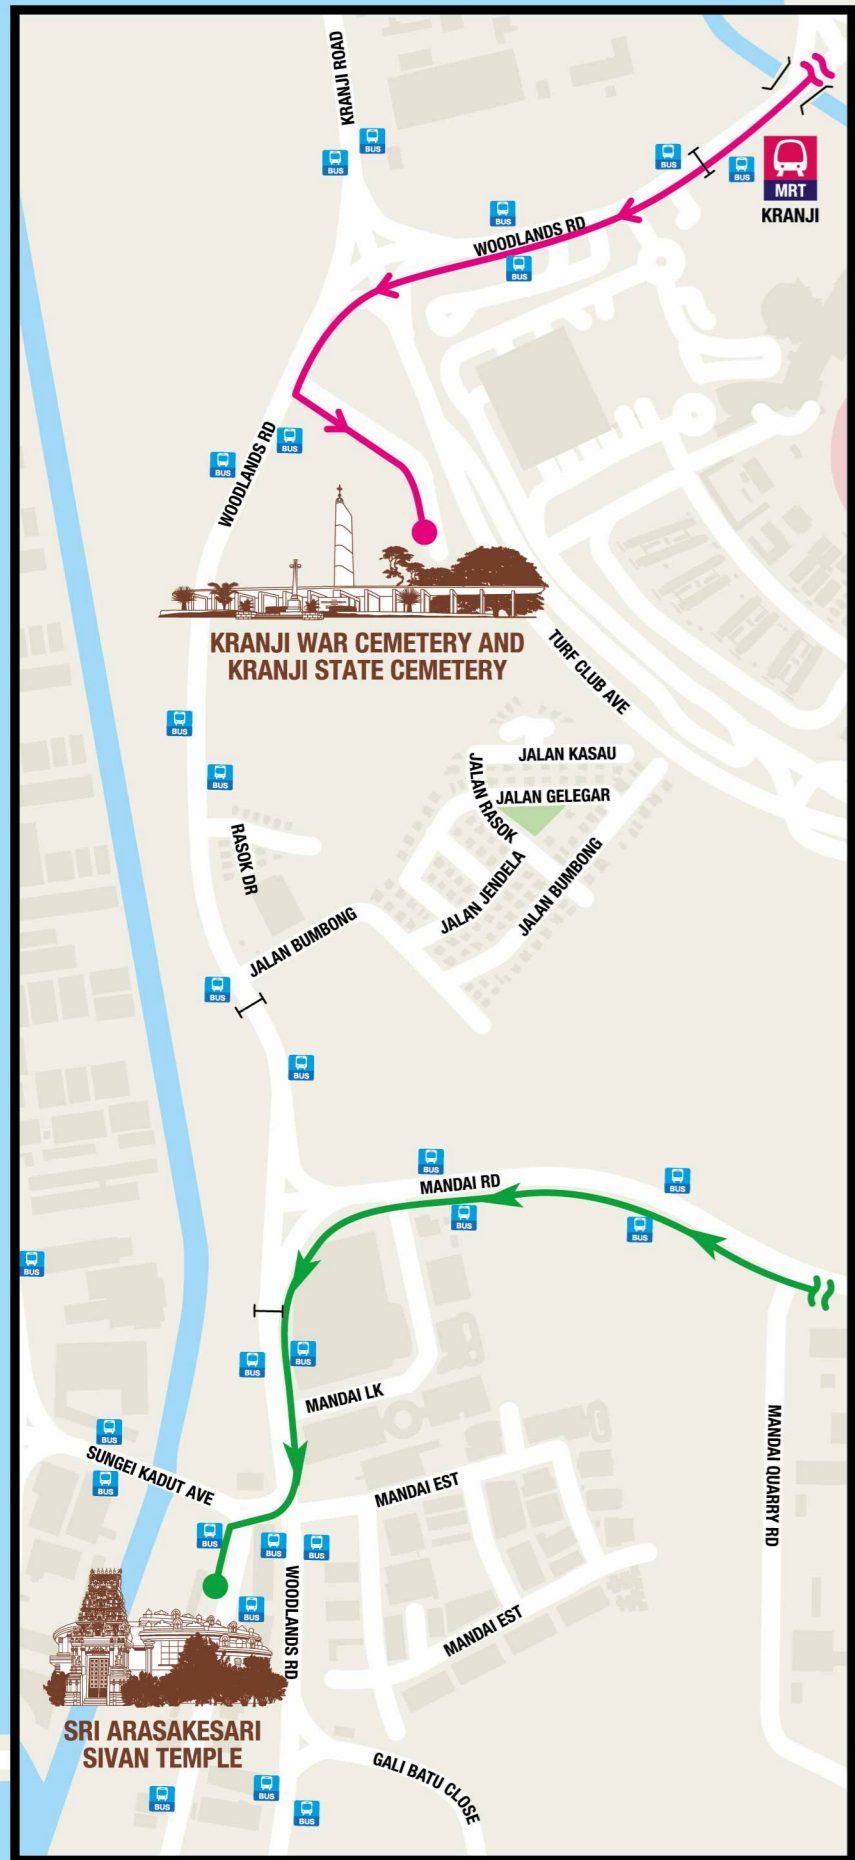 KRANJI ROAD
BUS
BUS
BUS
BUS
MRT
KRANJI
BUS
WOODLANDS RD
BUS
WOODLANDS RD
BUS
BUS
KRANJI WAR CEMETERY AND
KRANJI STATE CEMETERY
TURF CLUB AVE
BUS
BUS
JALAN KASAU
JALAN RASOK
JALAN GELEGAR
RASOK DR
JALAN JENDELA
JALAN BUMBONG
JALAN BUMBONG
BUS
BUS
BUS
MANDAI RD
BUS
BUS
BUS
BUS
BUS
BUS
MANDAI LK
MANDAI QUARRY RD
BUS
SUNGEI KADUT AVE
BUS
MANDAI EST
BUS
BUS
BUS
WOODLANDS RD
BUS
MANDAI EST
SRI ARASAKESARI
SIVAN TEMPLE
GALI BATU CLOSE
BUS
BUS
BUS